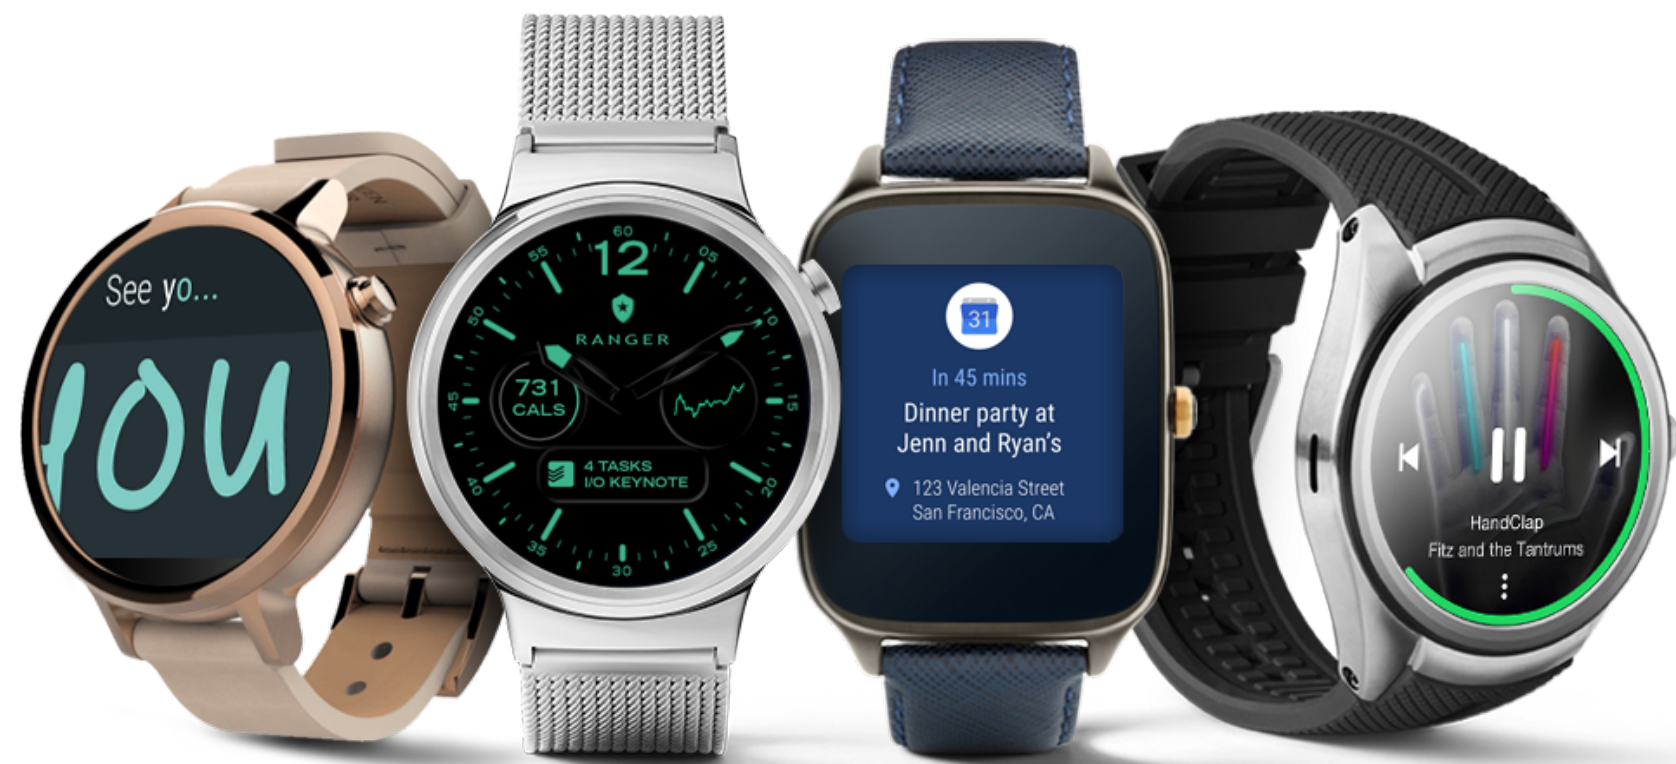 See yo...
you
60
55
05
12
50
10
RANGER
731
CALS
45
15
4 TASKS
I/O KEYNOTE
40
20
35
25
30
31
In 45 mins
Dinner party at
Jenn and Ryan's
123 Valencia Street
San Francisco, CA
HandClap
Fitz and the Tantrums